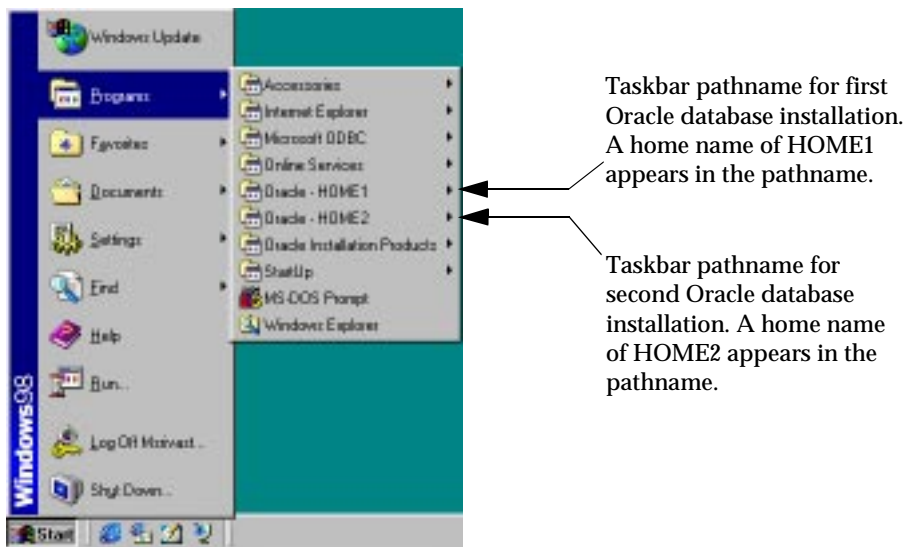 Windows Update
Programs
Favorites
Documents
Settings
Find
Help
Run...
Log Off Msrivast...
Shut Down...
Windows98
Start
Accessories
Internet Explorer
Microsoft ODBC
Online Services
Oracle - HOME1
Oracle - HOME2
Oracle Installation Products
StartUp
MS-DOS Prompt
Windows Explorer
Taskbar pathname for first
Oracle database installation.
A home name of HOME1
appears in the pathname.
Taskbar pathname for
second Oracle database
installation. A home name
of HOME2 appears in the
pathname.